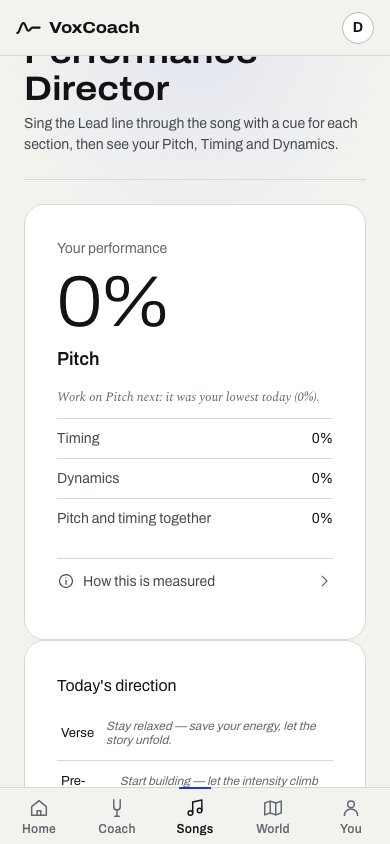 VoxCoach
D
Performance
Director
Sing the Lead line through the song with a cue for each
section, then see your Pitch, Timing and Dynamics.
Your performance
0%
Pitch
Work on Pitch next: it was your lowest today (0%).
Timing 0%
Dynamics 0%
Pitch and timing together 0%
How this is measured
Today's direction
Verse Stay relaxed — save your energy, let the
story unfold.
Pre- Start building — let the intensity climb
Home Coach Songs World You